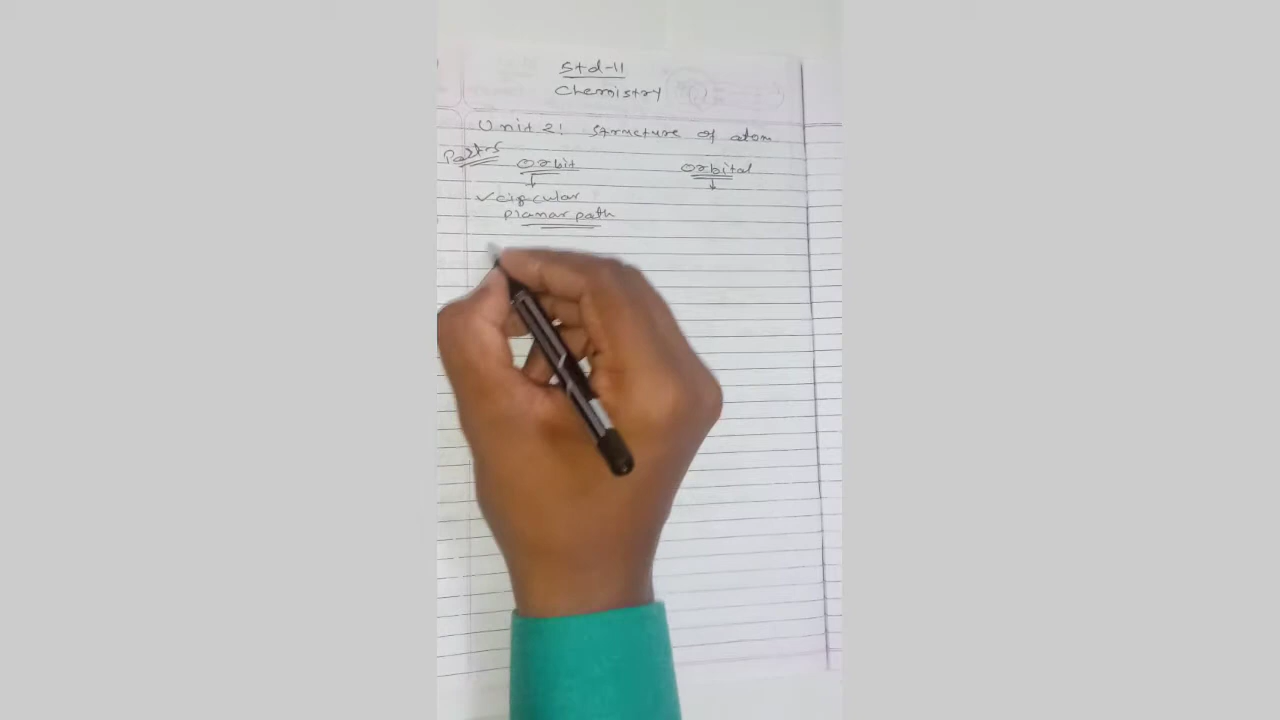 Std-11
Chemistry
Unit 2: Structure of atom
Orbit Orbital
✓ circular
planar path